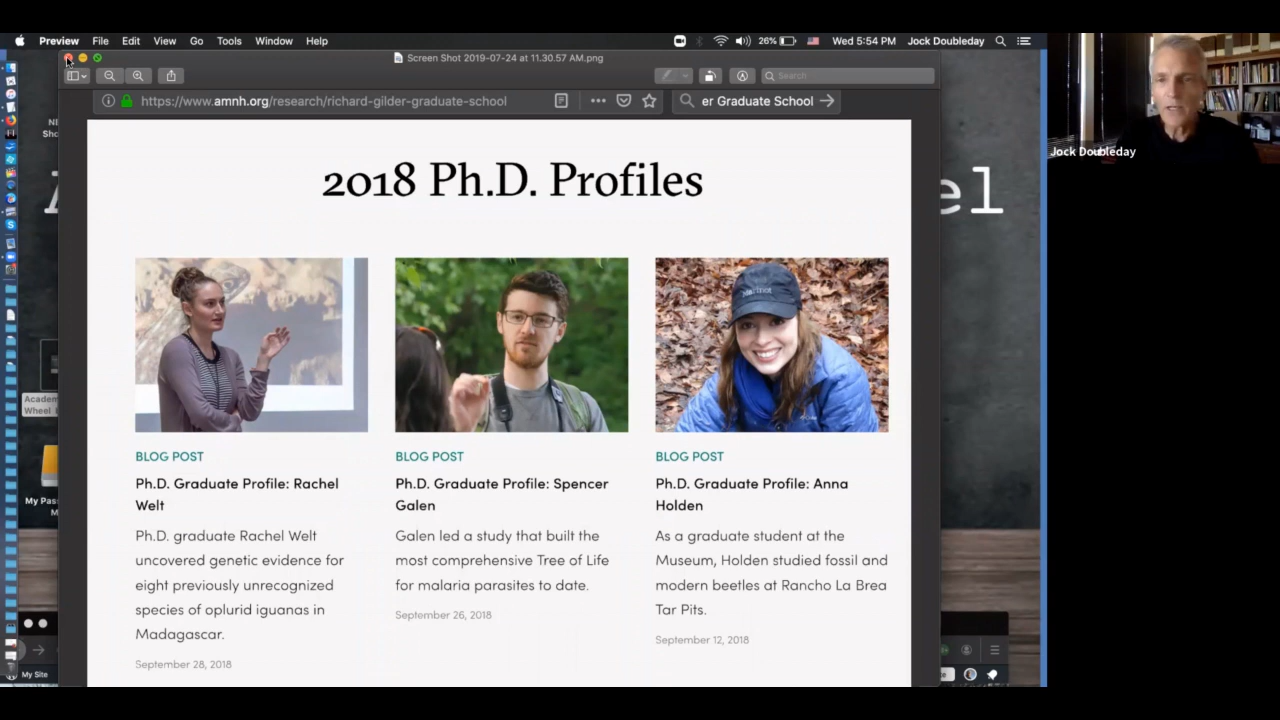 Preview File Edit View Go Tools Window Help 26% Wed 5:54 PM Jock Doubleday
Screen Shot 2019-07-24 at 11.30.57 AM.png
Search
https://www.amnh.org/research/richard-gilder-graduate-school
er Graduate School
2018 Ph.D. Profiles
el
Jock Doubleday
BLOG POST
Ph.D. Graduate Profile: Rachel
Welt
Ph.D. graduate Rachel Welt
uncovered genetic evidence for
eight previously unrecognized
species of oplurid iguanas in
Madagascar.
September 28, 2018
BLOG POST
Ph.D. Graduate Profile: Spencer
Galen
Galen led a study that built the
most comprehensive Tree of Life
for malaria parasites to date.
September 26, 2018
BLOG POST
Ph.D. Graduate Profile: Anna
Holden
As a graduate student at the
Museum, Holden studied fossil and
modern beetles at Rancho La Brea
Tar Pits.
September 12, 2018
Academ
Wheel
My Pas
My Site